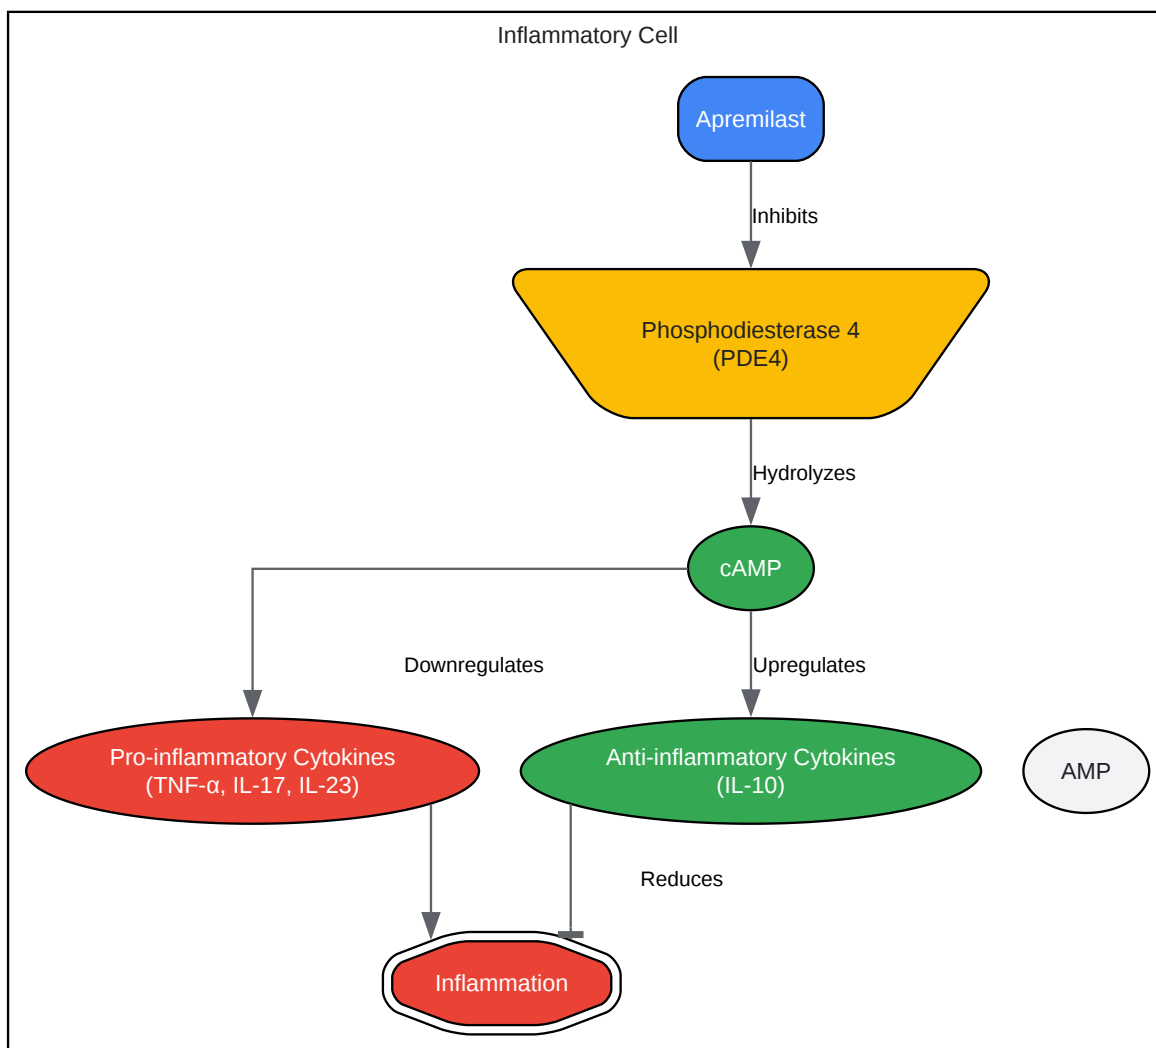 Inflammatory Cell
Apremilast
Inhibits
Phosphodiesterase 4
(PDE4)
Hydrolyzes
cAMP
Downregulates
Upregulates
Pro-inflammatory Cytokines
(TNF-α, IL-17, IL-23)
Anti-inflammatory Cytokines
(IL-10)
AMP
Reduces
Inflammation